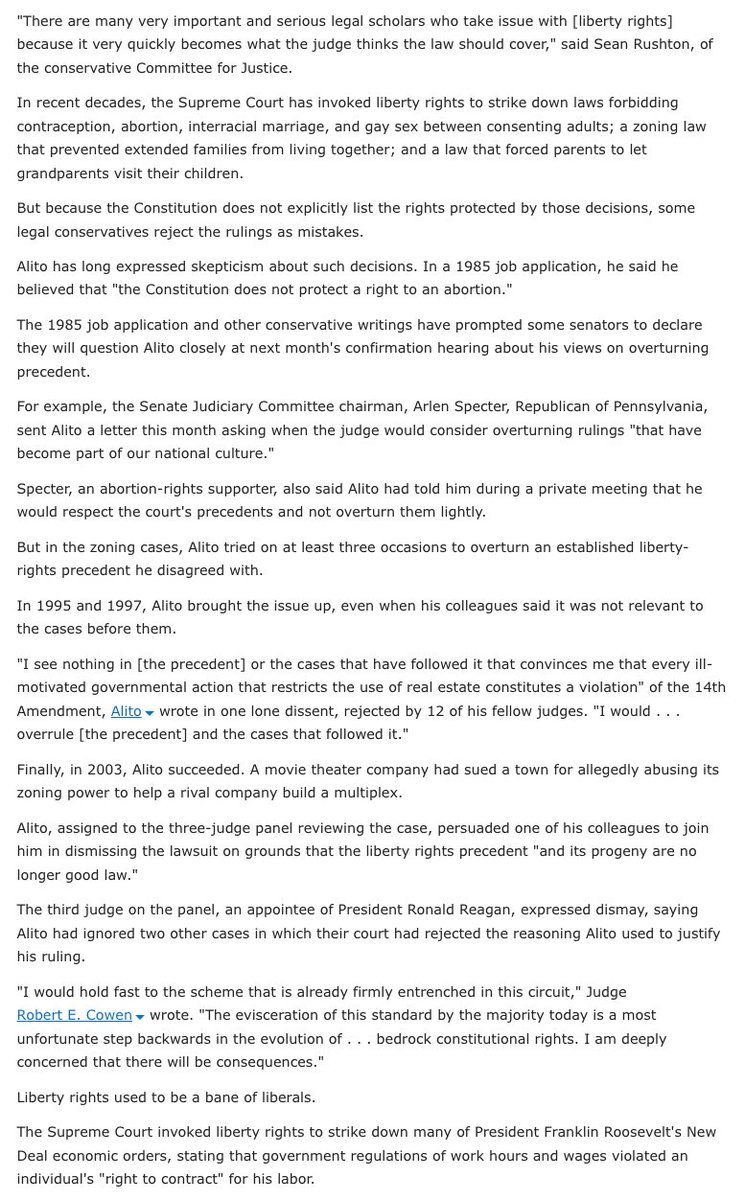 "There are many very important and serious legal scholars who take issue with [liberty rights]
because it very quickly becomes what the judge thinks the law should cover," said Sean Rushton, of
the conservative Committee for Justice.
In recent decades, the Supreme Court has invoked liberty rights to strike down laws forbidding
contraception, abortion, interracial marriage, and gay sex between consenting adults; a zoning law
that prevented extended families from living together; and a law that forced parents to let
grandparents visit their children.
But because the Constitution does not explicitly list the rights protected by those decisions, some
legal conservatives reject the rulings as mistakes.
Alito has long expressed skepticism about such decisions. In a 1985 job application, he said he
believed that "the Constitution does not protect a right to an abortion."
The 1985 job application and other conservative writings have prompted some senators to declare
they will question Alito closely at next month's confirmation hearing about his views on overturning
precedent.
For example, the Senate Judiciary Committee chairman, Arlen Specter, Republican of Pennsylvania,
sent Alito a letter this month asking when the judge would consider overturning rulings "that have
become part of our national culture."
Specter, an abortion-rights supporter, also said Alito had told him during a private meeting that he
would respect the court's precedents and not overturn them lightly.
But in the zoning cases, Alito tried on at least three occasions to overturn an established liberty-
rights precedent he disagreed with.
In 1995 and 1997, Alito brought the issue up, even when his colleagues said it was not relevant to
the cases before them.
"I see nothing in [the precedent] or the cases that have followed it that convinces me that every ill-
motivated governmental action that restricts the use of real estate constitutes a violation" of the 14th
Amendment, Alito wrote in one lone dissent, rejected by 12 of his fellow judges. "I would . . .
overrule [the precedent] and the cases that followed it."
Finally, in 2003, Alito succeeded. A movie theater company had sued a town for allegedly abusing its
zoning power to help a rival company build a multiplex.
Alito, assigned to the three-judge panel reviewing the case, persuaded one of his colleagues to join
him in dismissing the lawsuit on grounds that the liberty rights precedent "and its progeny are no
longer good law."
The third judge on the panel, an appointee of President Ronald Reagan, expressed dismay, saying
Alito had ignored two other cases in which their court had rejected the reasoning Alito used to justify
his ruling.
"I would hold fast to the scheme that is already firmly entrenched in this circuit," Judge
Robert E. Cowen wrote. "The evisceration of this standard by the majority today is a most
unfortunate step backwards in the evolution of . . . bedrock constitutional rights. I am deeply
concerned that there will be consequences."
Liberty rights used to be a bane of liberals.
The Supreme Court invoked liberty rights to strike down many of President Franklin Roosevelt's New
Deal economic orders, stating that government regulations of work hours and wages violated an
individual's "right to contract" for his labor.